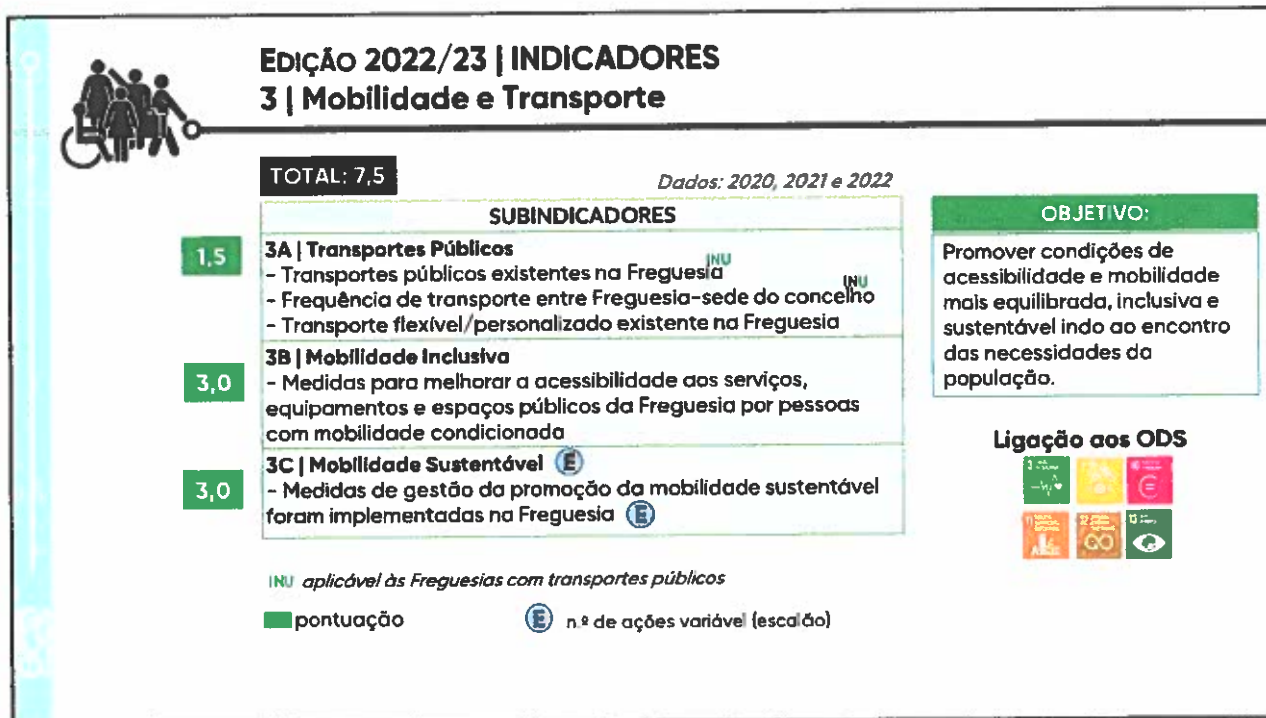 EDIÇÃO 2022/23 | INDICADORES
3 | Mobilidade e Transporte
TOTAL: 7,5
Dados: 2020, 2021 e 2022
SUBINDICADORES
1,5
3A | Transportes Públicos
- Transportes públicos existentes na Freguesia INU
- Frequência de transporte entre Freguesia-sede do concelho INU
- Transporte flexível/personalizado existente na Freguesia
3,0
3B | Mobilidade Inclusiva
- Medidas para melhorar a acessibilidade aos serviços,
equipamentos e espaços públicos da Freguesia por pessoas
com mobilidade condicionada
3,0
3C | Mobilidade Sustentável E
- Medidas de gestão da promoção da mobilidade sustentável
foram implementadas na Freguesia E
OBJETIVO:
Promover condições de
acessibilidade e mobilidade
mais equilibrada, inclusiva e
sustentável indo ao encontro
das necessidades da
população.
Ligação aos ODS
3
11
12
13
INU aplicável às Freguesias com transportes públicos
pontuação
E n.º de ações variável (escalão)